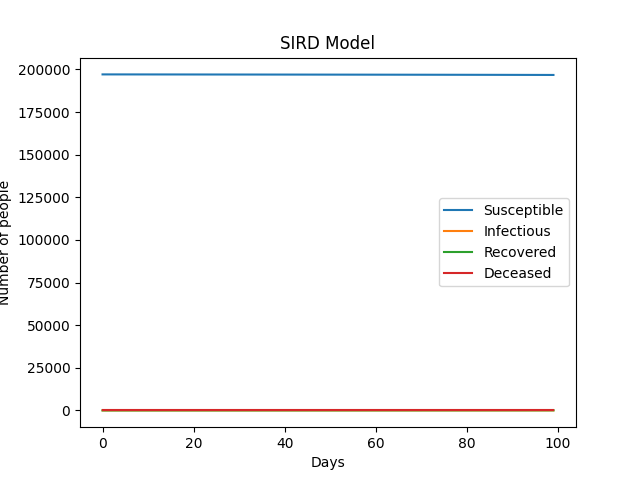 SIRD Model
200000
175000
150000
125000
100000
75000
50000
25000
0
Number of people
Susceptible
Infectious
Recovered
Deceased
0 20 40 60 80 100
Days